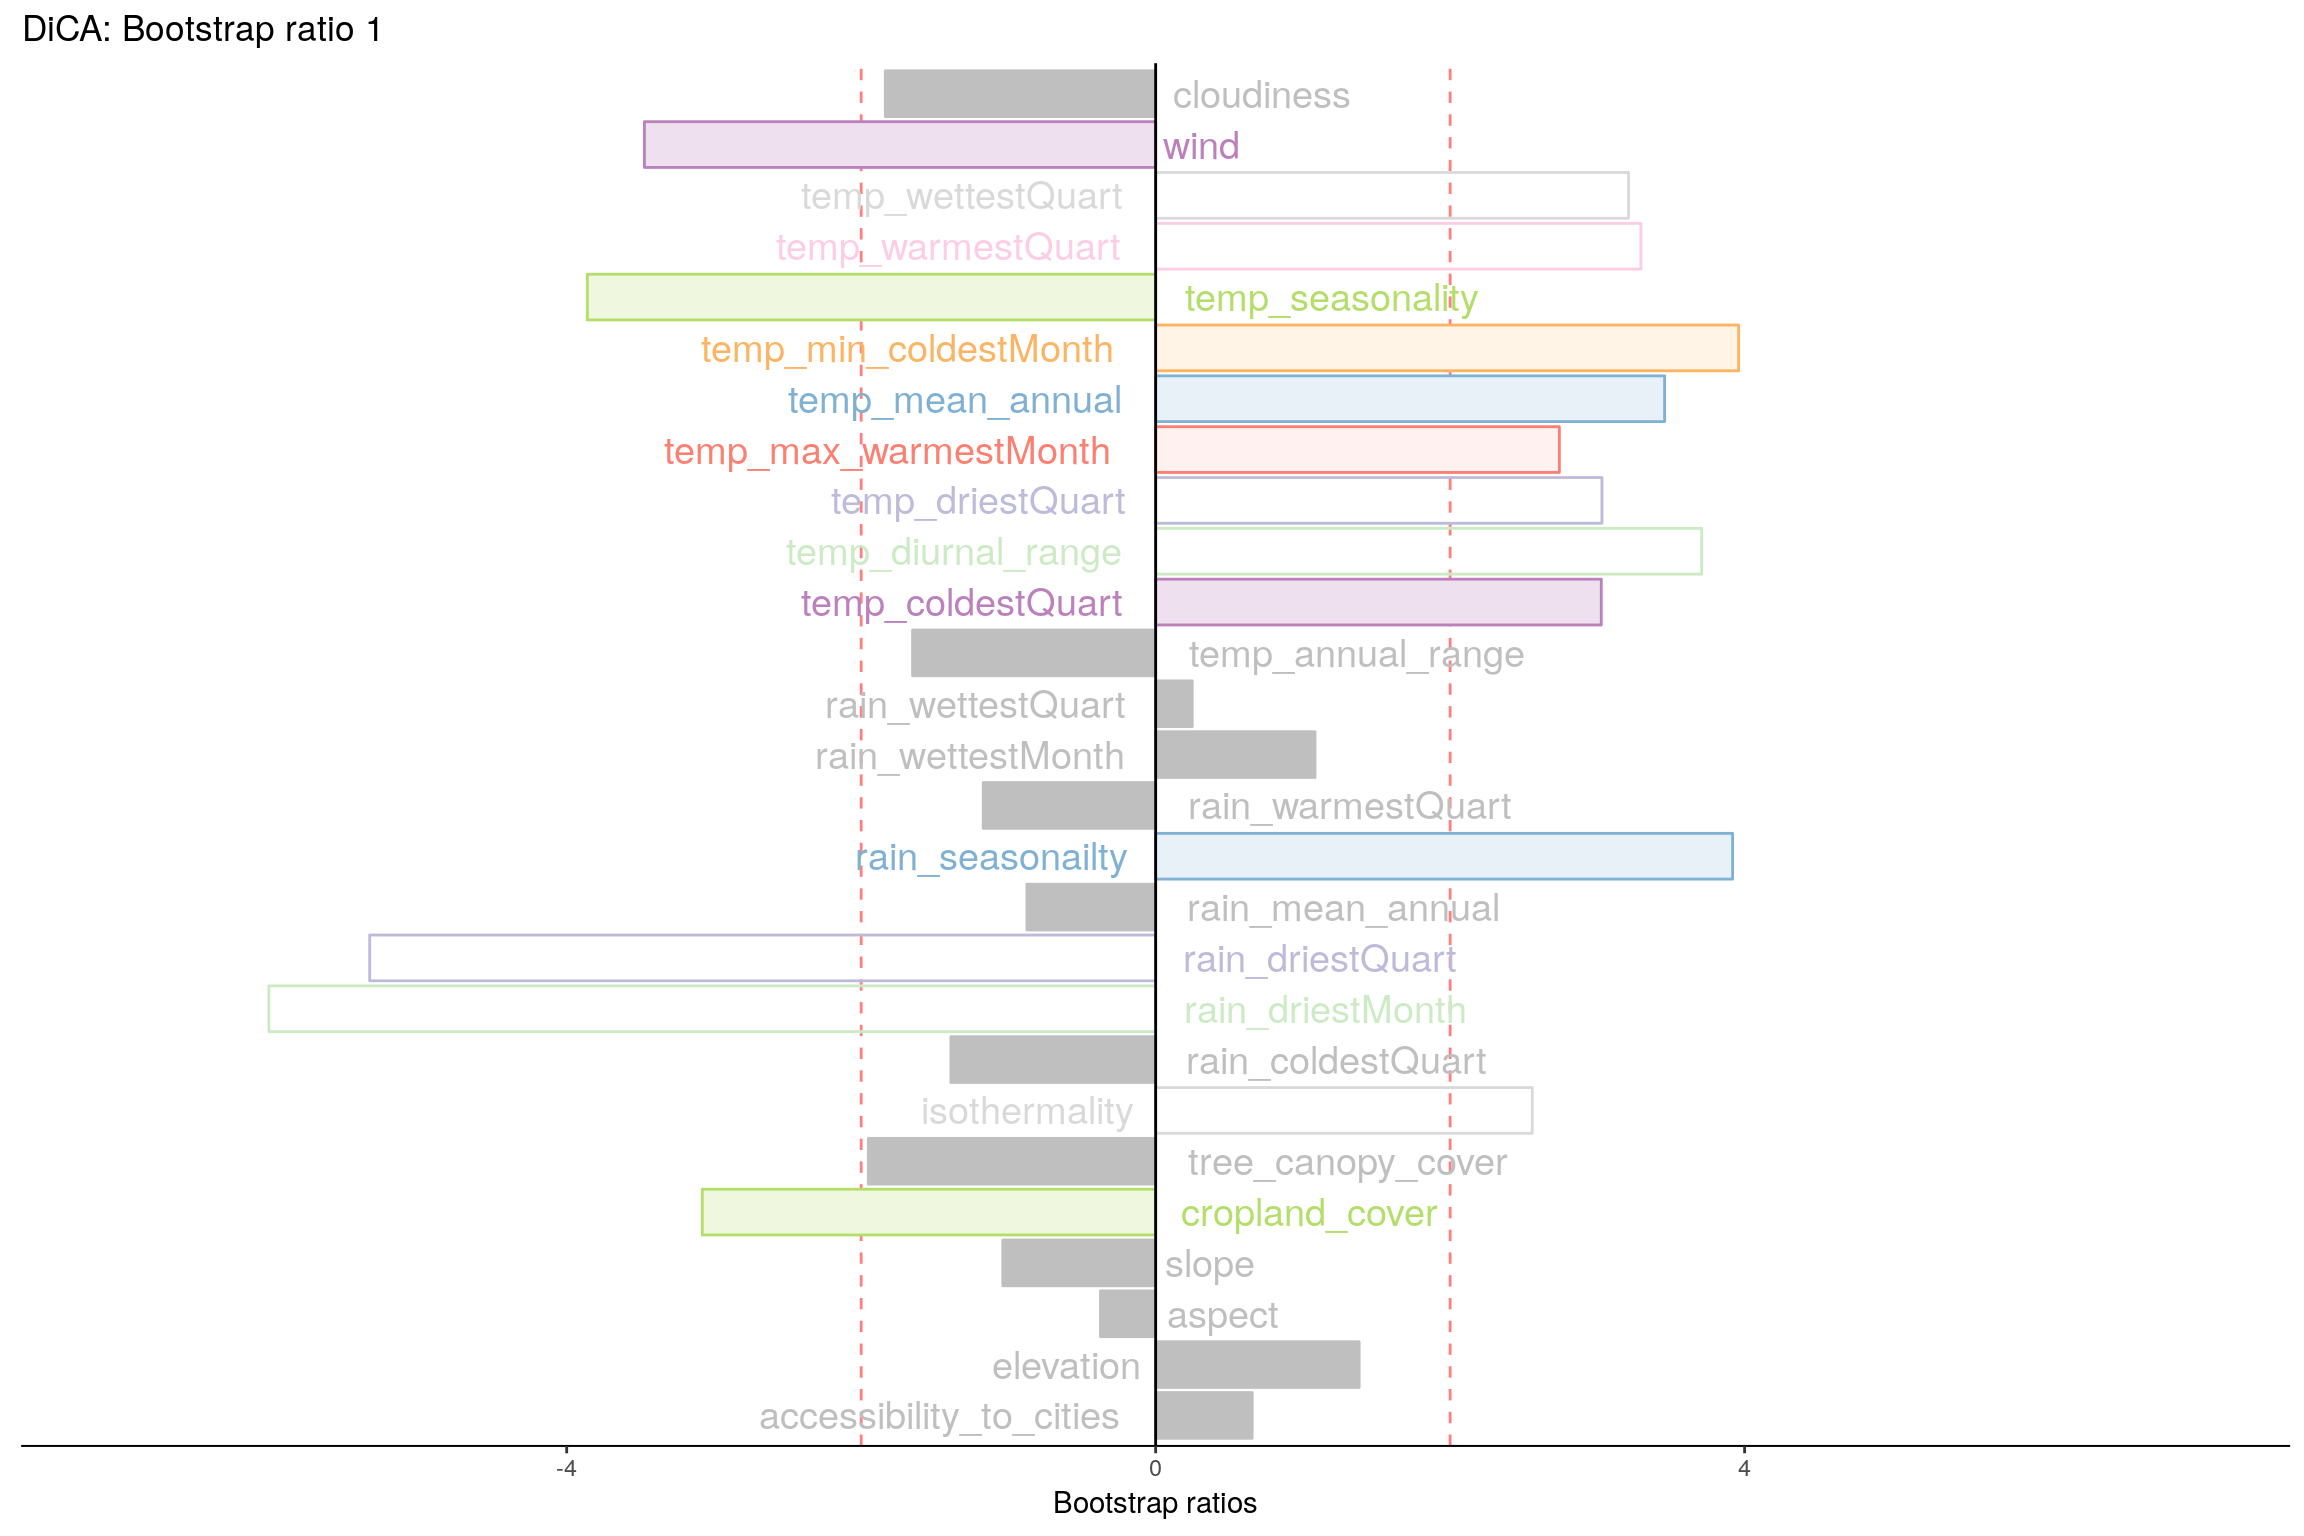 DiCA: Bootstrap ratio 1
cloudiness
wind
temp_wettestQuart
temp_warmestQuart
temp_seasonality
temp_min_coldestMonth
temp_mean_annual
temp_max_warmestMonth
temp_driestQuart
temp_diurnal_range
temp_coldestQuart
temp_annual_range
rain_wettestQuart
rain_wettestMonth
rain_warmestQuart
rain_seasonailty
rain_mean_annual
rain_driestQuart
rain_driestMonth
rain_coldestQuart
isothermality
tree_canopy_cover
cropland_cover
slope
aspect
elevation
accessibility_to_cities
-4 0 4
Bootstrap ratios